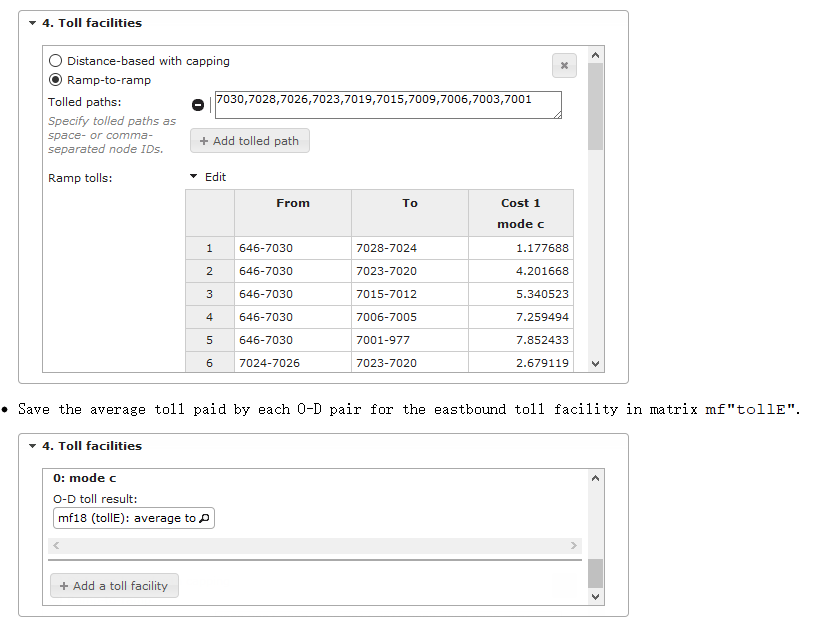 4. Toll facilities
Distance-based with capping
Ramp-to-ramp
Tolled paths:
7030,7028,7026,7023,7019,7015,7009,7006,7003,7001
Specify tolled paths as
space- or comma-
separated node IDs.
+ Add tolled path
Ramp tolls:
Edit
From To Cost 1
mode c
1 646-7030 7028-7024 1.177688
2 646-7030 7023-7020 4.201668
3 646-7030 7015-7012 5.340523
4 646-7030 7006-7005 7.259494
5 646-7030 7001-977 7.852433
6 7024-7026 7023-7020 2.679119
• Save the average toll paid by each O-D pair for the eastbound toll facility in matrix mf"tollE".
4. Toll facilities
0: mode c
O-D toll result:
mf18 (tollE): average to
+ Add a toll facility